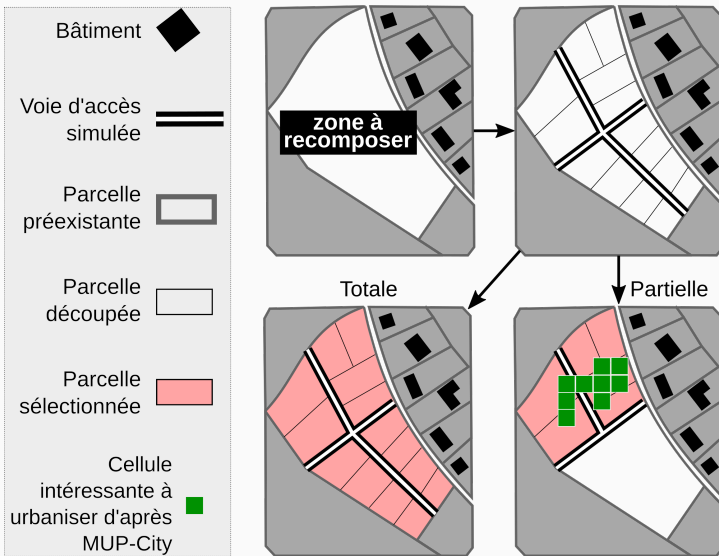 Bâtiment
Voie d'accès
simulée
Parcelle
préexistante
Parcelle
découpée
Parcelle
sélectionnée
Cellule
intéressante à
urbaniser d'après
MUP-City
zone à
recomposer
Totale
Partielle